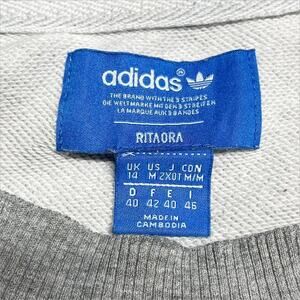 adidas®
THE BRAND WITH THE 3 STRIPES
DIE WELTMARKE MIT DEN 3 STREIFEN
LA MARQUE AUX 3 BANDES
RITA ORA
UK US J CON
14 M 2XOT M/M
D F E I
40 42 40 46
MADE IN
CAMBODIA